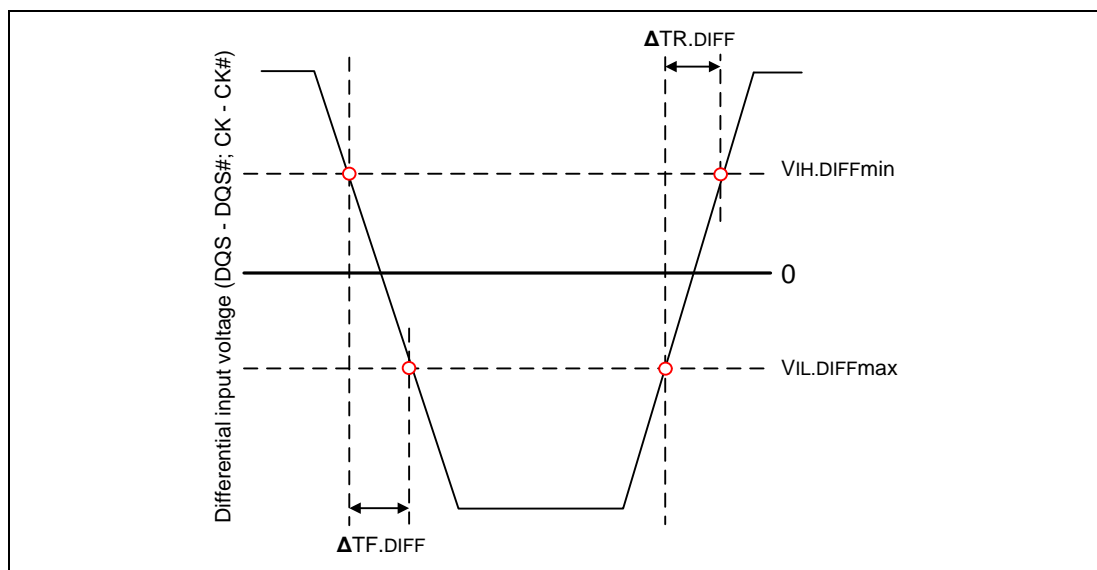 Differential input voltage (DQS - DQS#; CK - CK#)
ΔTR.DIFF
VIH.DIFFmin
0
VIL.DIFFmax
ΔTF.DIFF